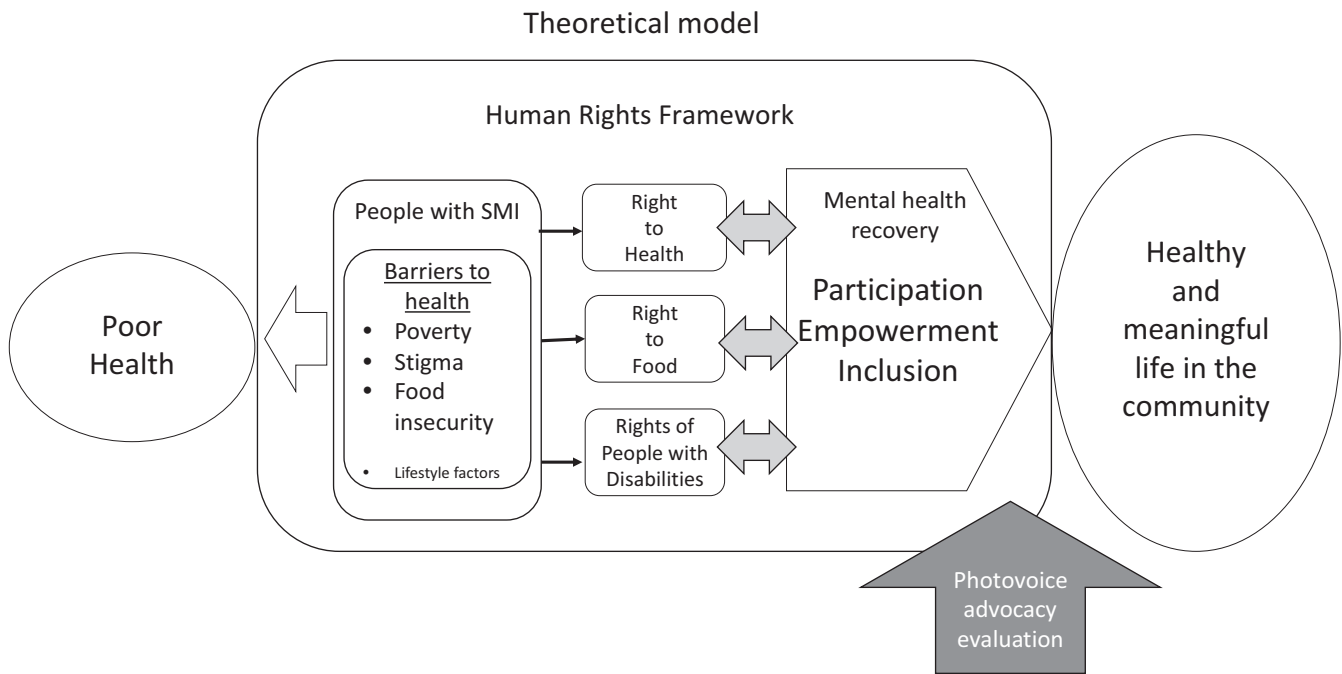 Theoretical model
Human Rights Framework
Poor
Health
People with SMI
Barriers to
health
• Poverty
• Stigma
• Food
insecurity
• Lifestyle factors
Right
to
Health
Right
to
Food
Rights of
People with
Disabilities
Mental health
recovery
Participation
Empowerment
Inclusion
Healthy
and
meaningful
life in the
community
Photovoice
advocacy
evaluation